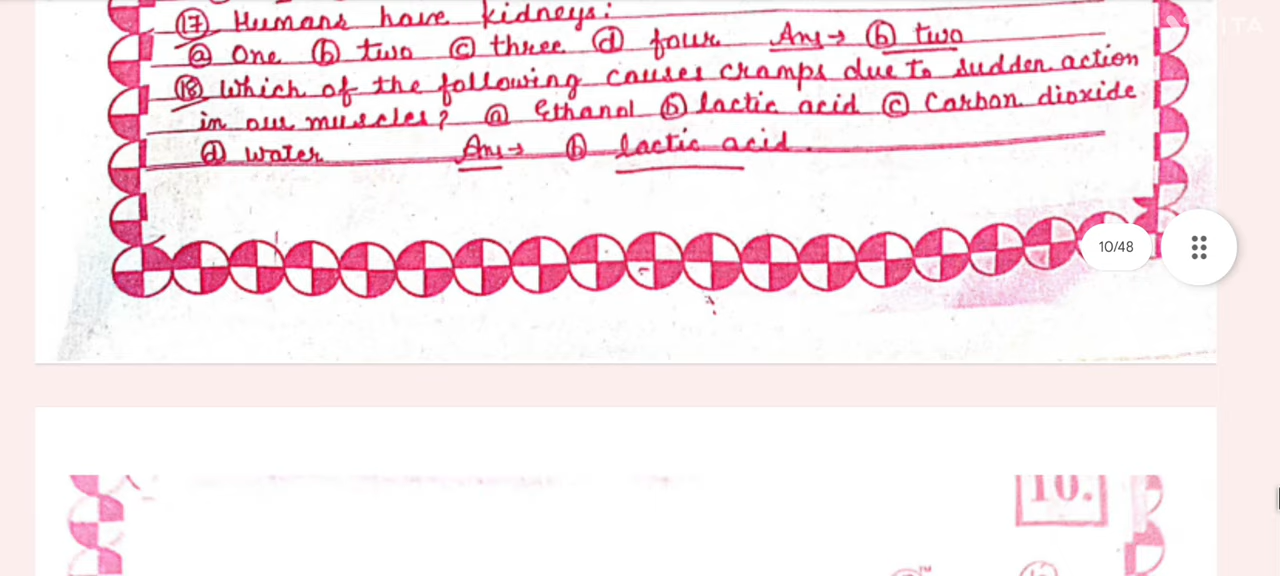 ⑰ Humans have kidneys:
ⓐ One ⓑ two ⓒ three ⓓ four Ans→ ⓑ two
⑱ Which of the following causes cramps due to sudden action
in our muscles? ⓐ Ethanol ⓑ lactic acid ⓒ Carbon dioxide
ⓓ water Ans→ ⓑ lactic acid.
10/48
10.